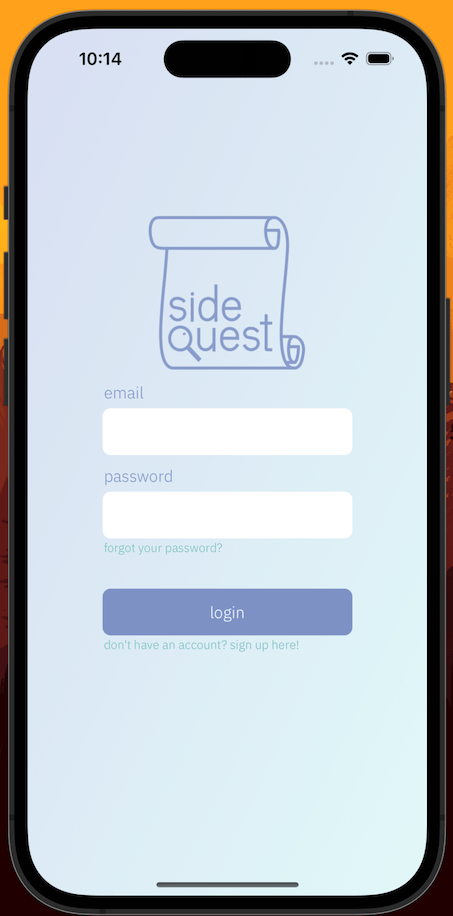 10:14
side
Quest
email
password
forgot your password?
login
don't have an account? sign up here!